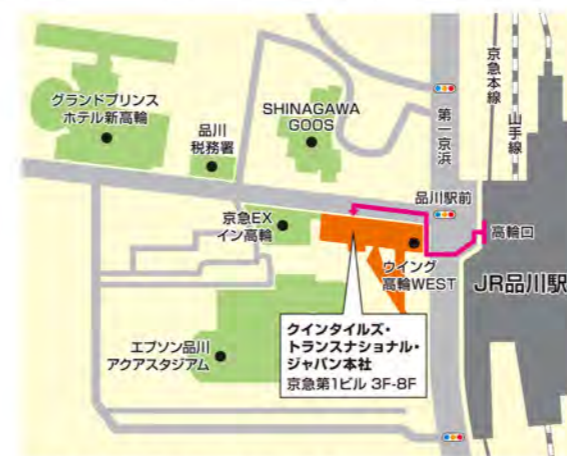 グランドプリンス
ホテル新高輪
品川
税務署
SHINAGAWA
GOOS
第一京浜
京急本線
山手線
品川駅前
高輪口
京急EX
イン高輪
ウイング
高輪WEST
JR品川駅
エプソン品川
アクアスタジアム
クインタイルズ・
トランスナショナル・
ジャパン本社
京急第1ビル 3F-8F